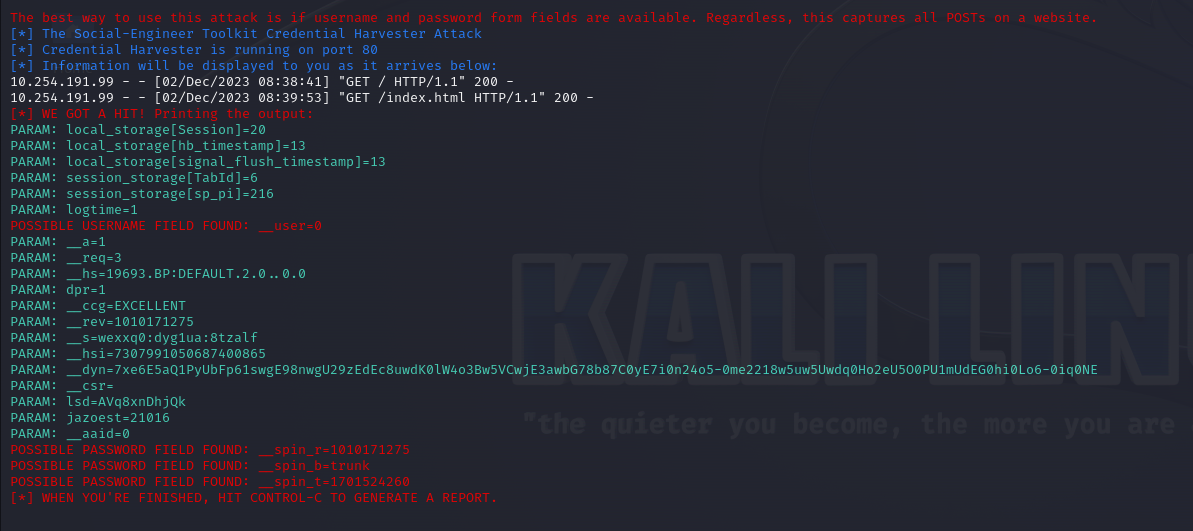 The best way to use this attack is if username and password form fields are available. Regardless, this captures all POSTs on a website.
[*] The Social-Engineer Toolkit Credential Harvester Attack
[*] Credential Harvester is running on port 80
[*] Information will be displayed to you as it arrives below:
10.254.191.99 - - [02/Dec/2023 08:38:41] "GET / HTTP/1.1" 200 -
10.254.191.99 - - [02/Dec/2023 08:39:53] "GET /index.html HTTP/1.1" 200 -
[*] WE GOT A HIT! Printing the output:
PARAM: local_storage[Session]=20
PARAM: local_storage[hb_timestamp]=13
PARAM: local_storage[signal_flush_timestamp]=13
PARAM: session_storage[TabId]=6
PARAM: session_storage[sp_pi]=216
PARAM: logtime=1
POSSIBLE USERNAME FIELD FOUND: __user=0
PARAM: __a=1
PARAM: __req=3
PARAM: __hs=19693.BP:DEFAULT.2.0..0.0
PARAM: dpr=1
PARAM: __ccg=EXCELLENT
PARAM: __rev=1010171275
PARAM: __s=wexxq0:dyg1ua:8tzalf
PARAM: __hsi=7307991050687400865
PARAM: __dyn=7xe6E5aQ1PyUbFp61swgE98nwgU29zEdEc8uwdK0lW4o3Bw5VCwjE3awbG78b87C0yE7i0n24o5-0me2218w5uw5Uwdq0Ho2eU5O0PU1mUdEG0hi0Lo6-0iq0NE
PARAM: __csr=
PARAM: lsd=AVq8xnDhjQk
PARAM: jazoest=21016
PARAM: __aaid=0
POSSIBLE PASSWORD FIELD FOUND: __spin_r=1010171275
POSSIBLE PASSWORD FIELD FOUND: __spin_b=trunk
POSSIBLE PASSWORD FIELD FOUND: __spin_t=1701524260
[*] WHEN YOU'RE FINISHED, HIT CONTROL-C TO GENERATE A REPORT.
KALI LIN
"the quieter you become, the more you are